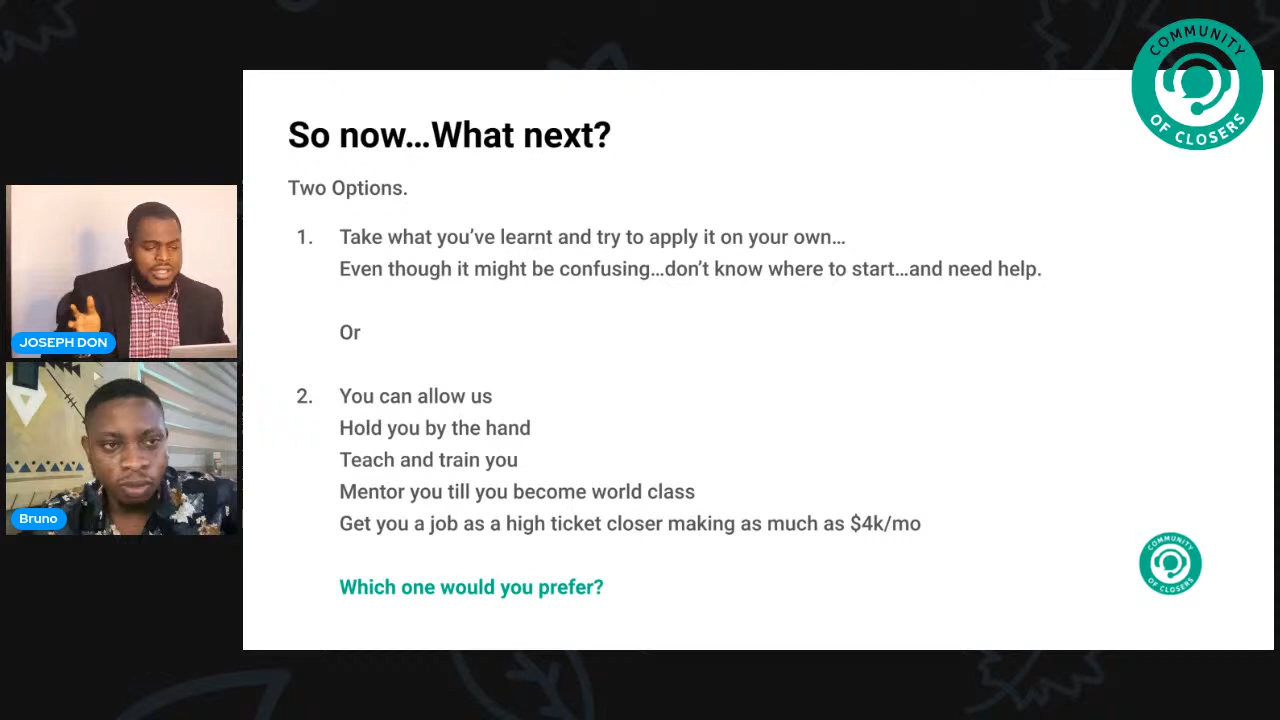 COMMUNITY
OF CLOSERS
So now...What next?
Two Options.
1. Take what you’ve learnt and try to apply it on your own...
Even though it might be confusing...don’t know where to start...and need help.
Or
2. You can allow us
Hold you by the hand
Teach and train you
Mentor you till you become world class
Get you a job as a high ticket closer making as much as $4k/mo
Which one would you prefer?
JOSEPH DON
Bruno
COMMUNITY
OF CLOSERS